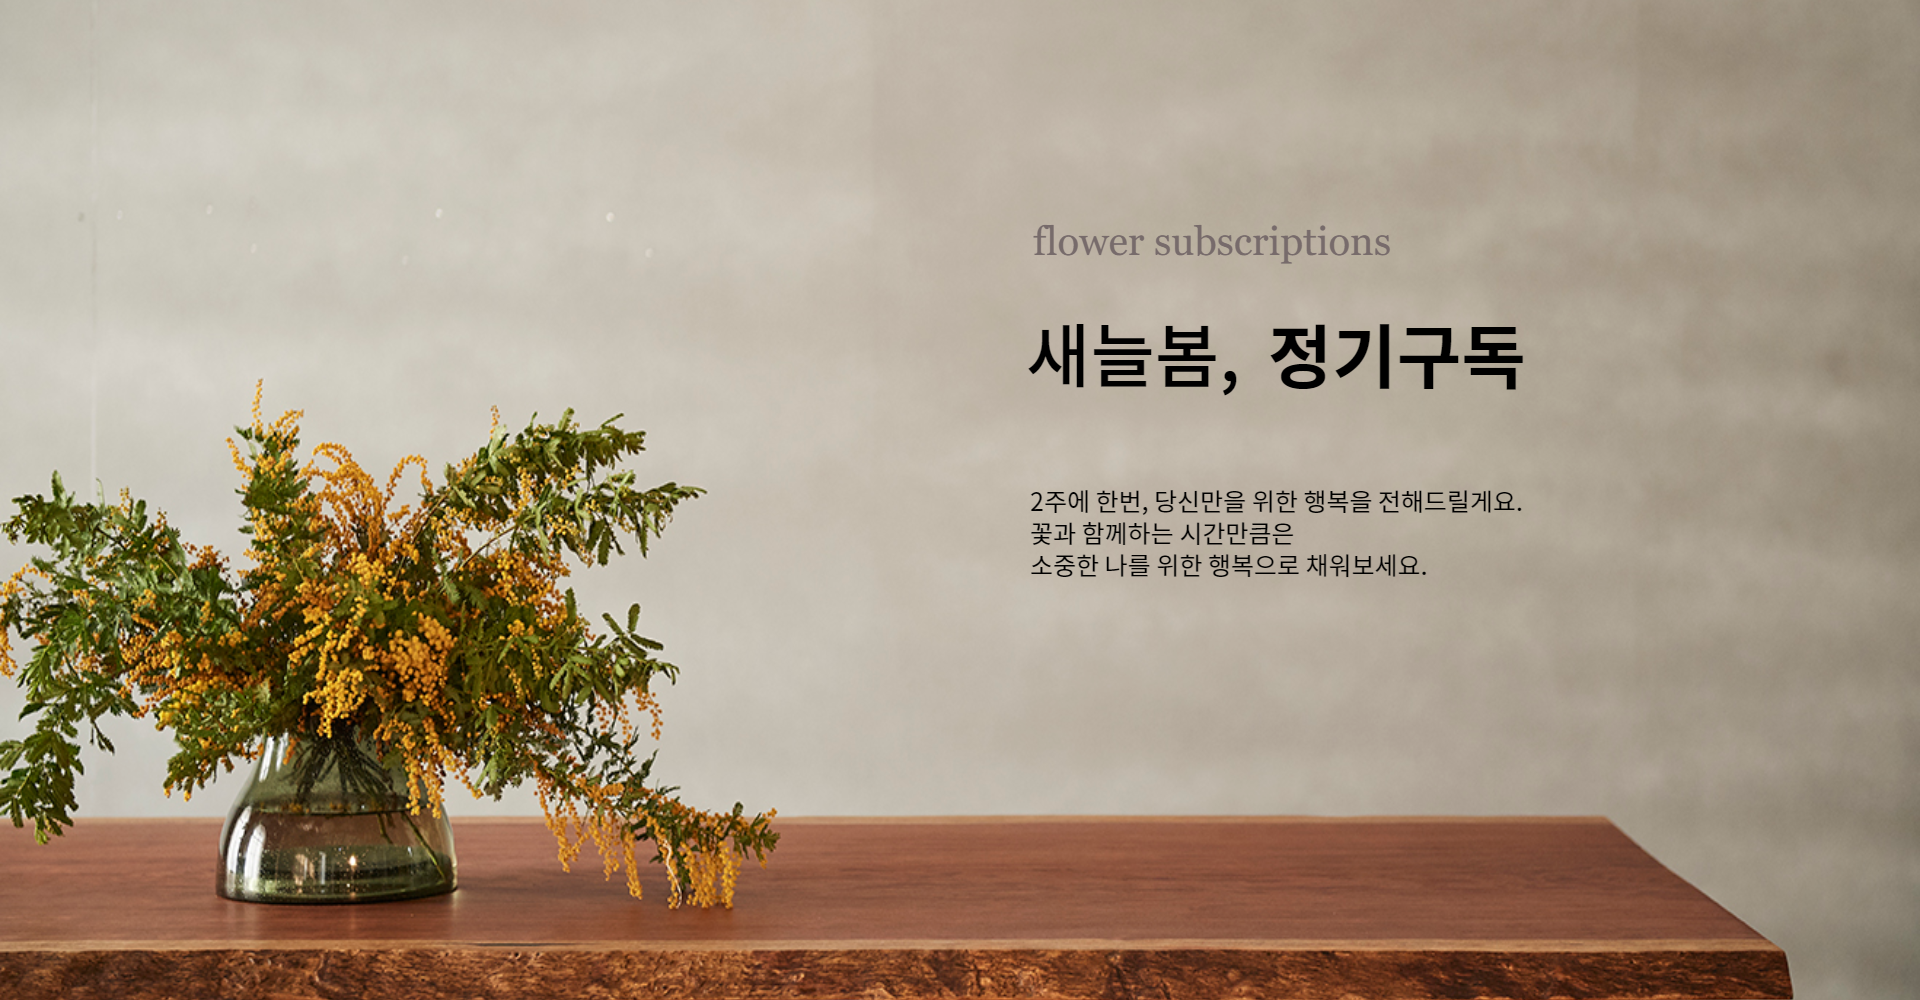 flower subscriptions
새늘봄, 정기구독
2주에 한번, 당신만을 위한 행복을 전해드릴게요.
꽃과 함께하는 시간만큼은
소중한 나를 위한 행복으로 채워보세요.